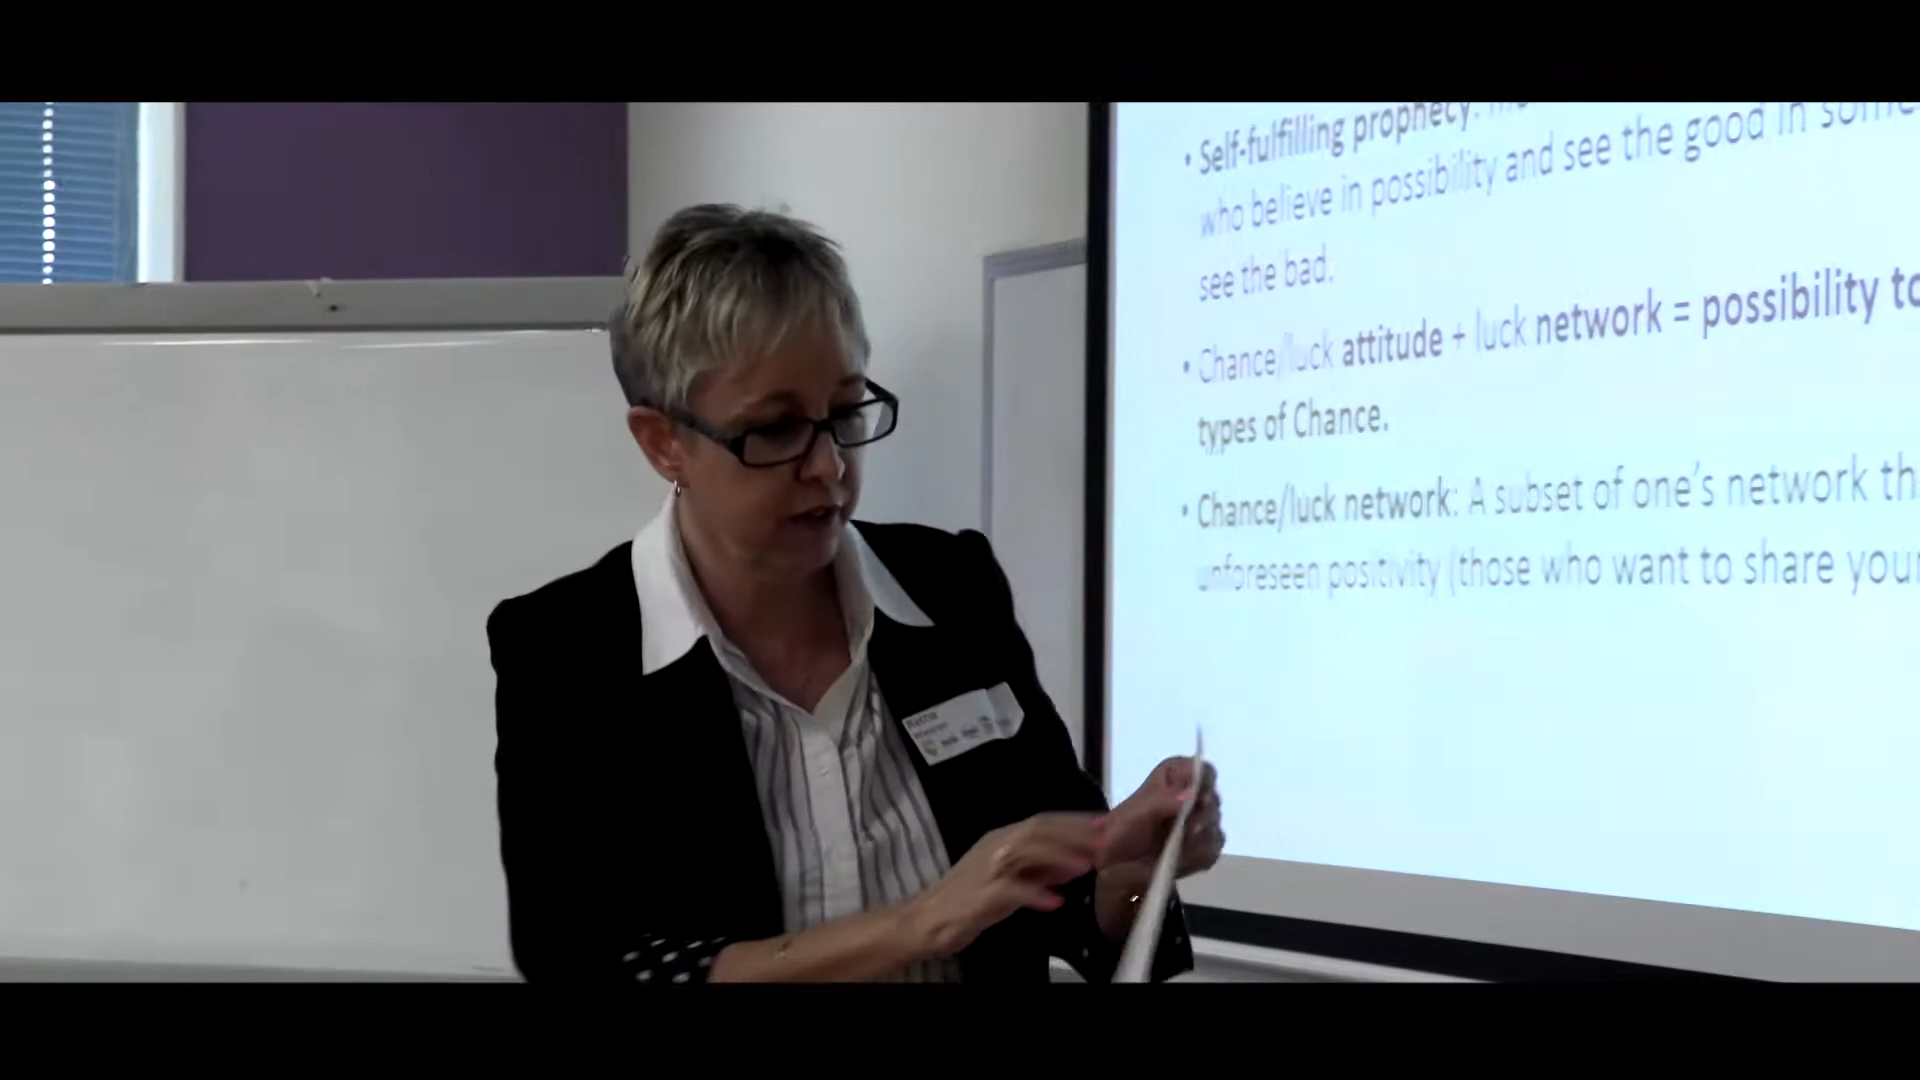 Self-fulfilling prophecy:
who believe in possibility and see the good in some
see the bad.
Chance/luck attitude + luck network = possibility to
types of Chance.
Chance/luck network: A subset of one's network th
unforeseen positivity (those who want to share your